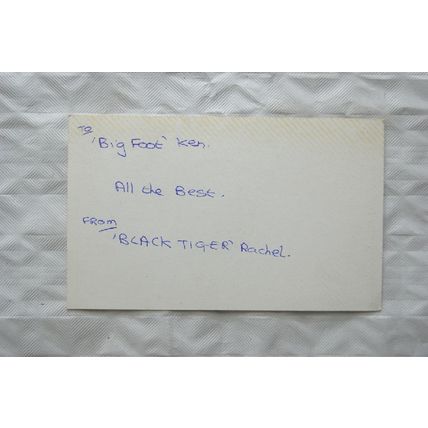 To
'Big Foot' Ken.
All the Best.
FROM
'BLACK TIGER' Rachel.